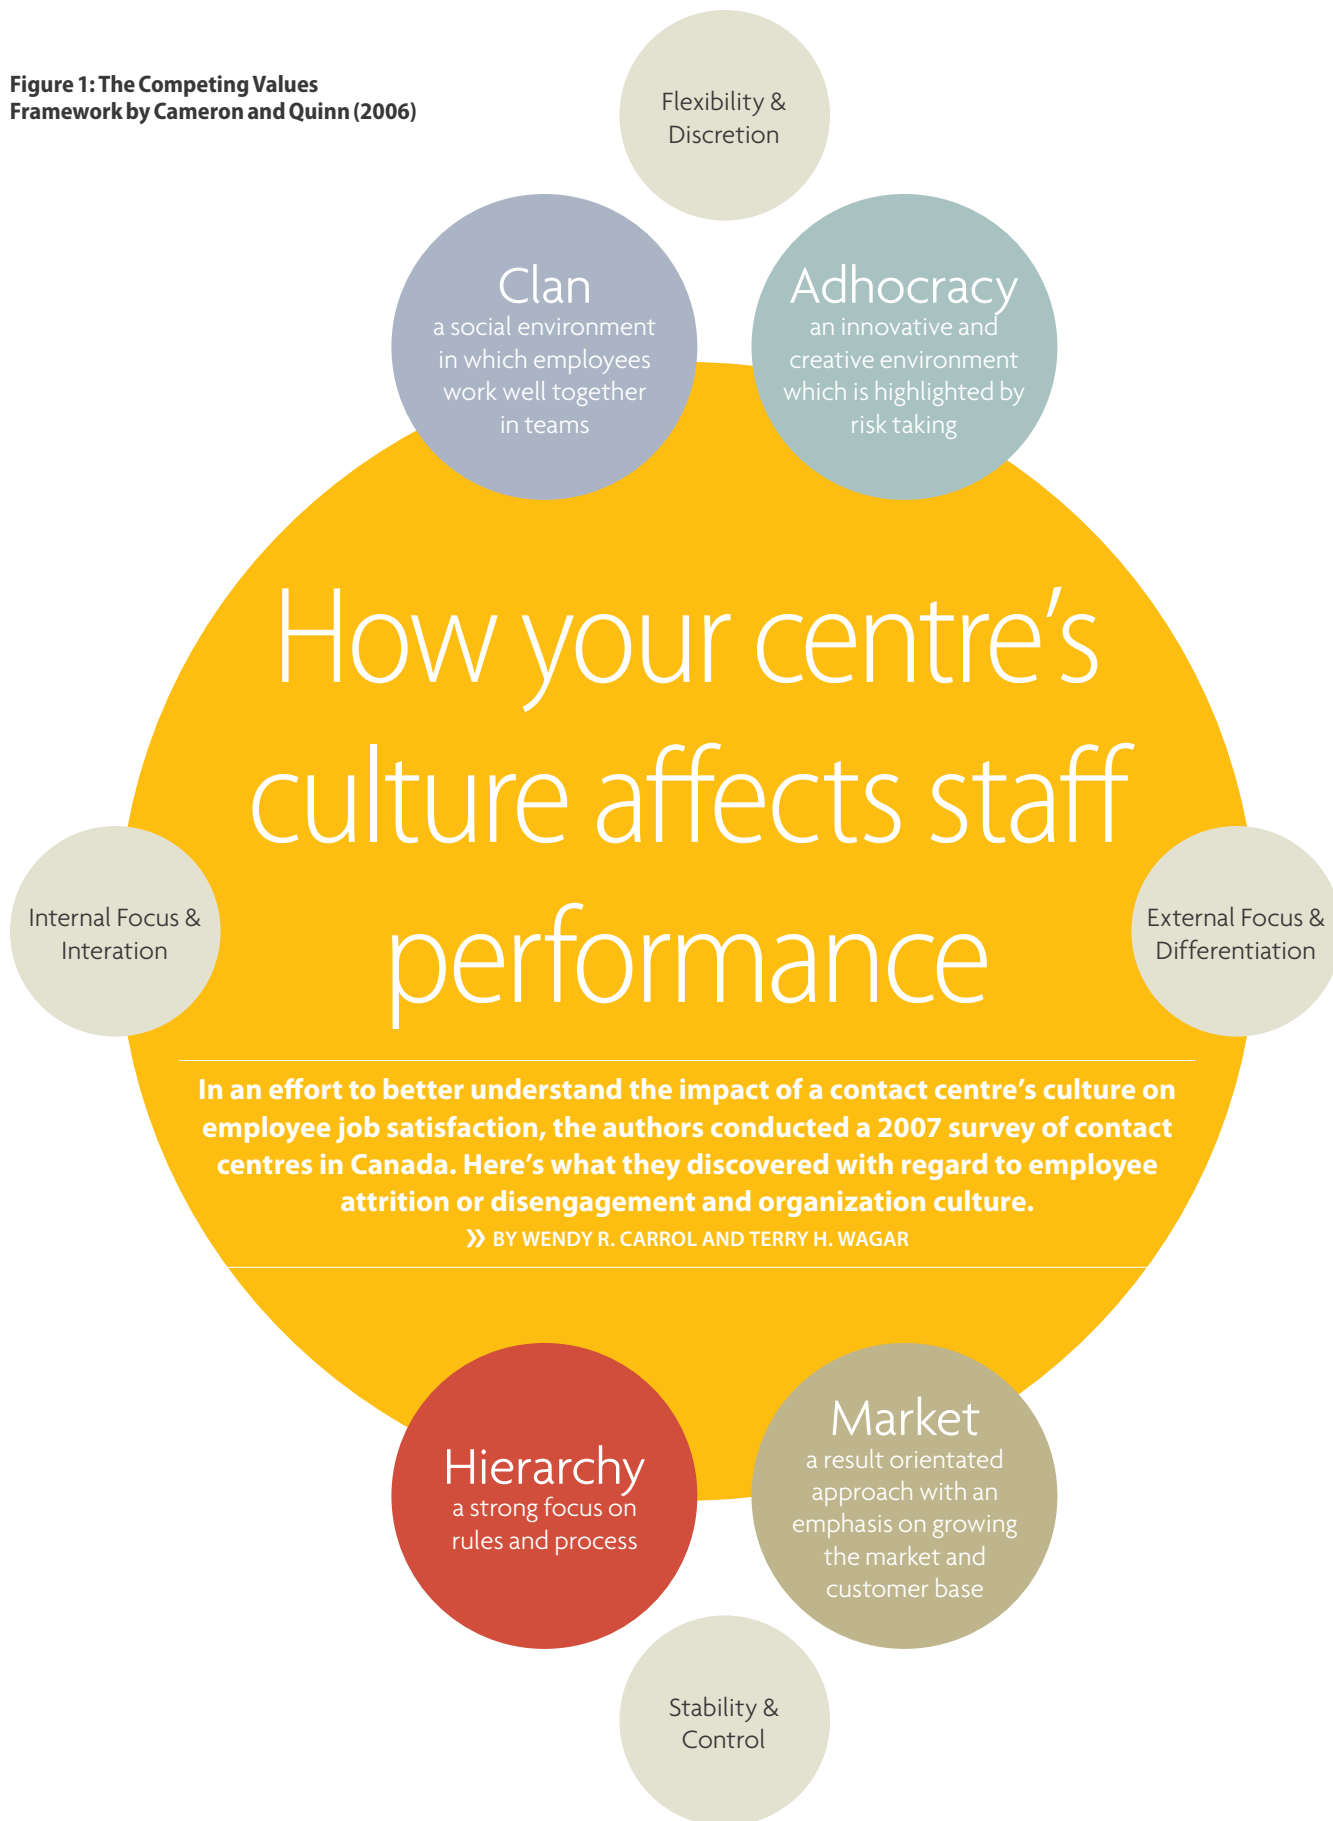 Figure 1: The Competing Values
Framework by Cameron and Quinn (2006)
Flexibility &
Discretion
Clan
a social environment
in which employees
work well together
in teams
Adhocracy
an innovative and
creative environment
which is highlighted by
risk taking
How your centre’s
culture affects staff
performance
Internal Focus &
Interation
External Focus &
Differentiation
In an effort to better understand the impact of a contact centre’s culture on
employee job satisfaction, the authors conducted a 2007 survey of contact
centres in Canada. Here’s what they discovered with regard to employee
attrition or disengagement and organization culture.
» BY WENDY R. CARROL AND TERRY H. WAGAR
Hierarchy
a strong focus on
rules and process
Market
a result orientated
approach with an
emphasis on growing
the market and
customer base
Stability &
Control